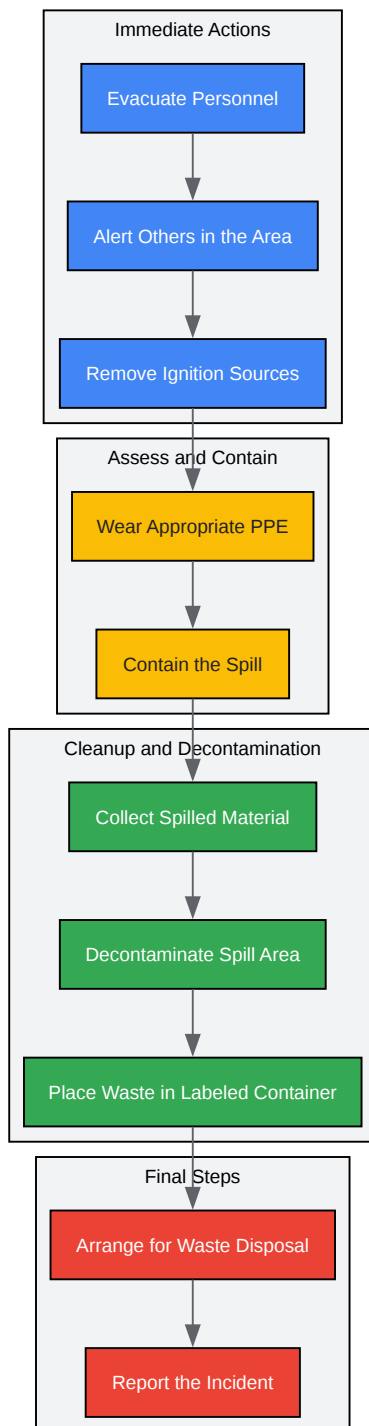 Immediate Actions
Evacuate Personnel
Alert Others in the Area
Remove Ignition Sources
Assess and Contain
Wear Appropriate PPE
Contain the Spill
Cleanup and Decontamination
Collect Spilled Material
Decontaminate Spill Area
Place Waste in Labeled Container
Final Steps
Arrange for Waste Disposal
Report the Incident